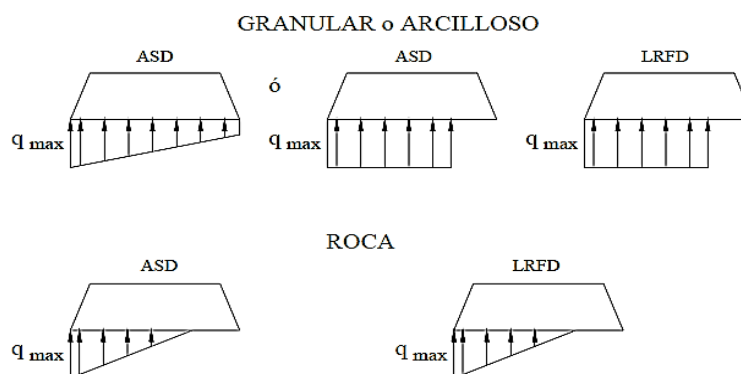 GRANULAR o ARCILLOSO
ASD
ó
ASD
LRFD
q max
q max
q max
ROCA
ASD
LRFD
q max
q max